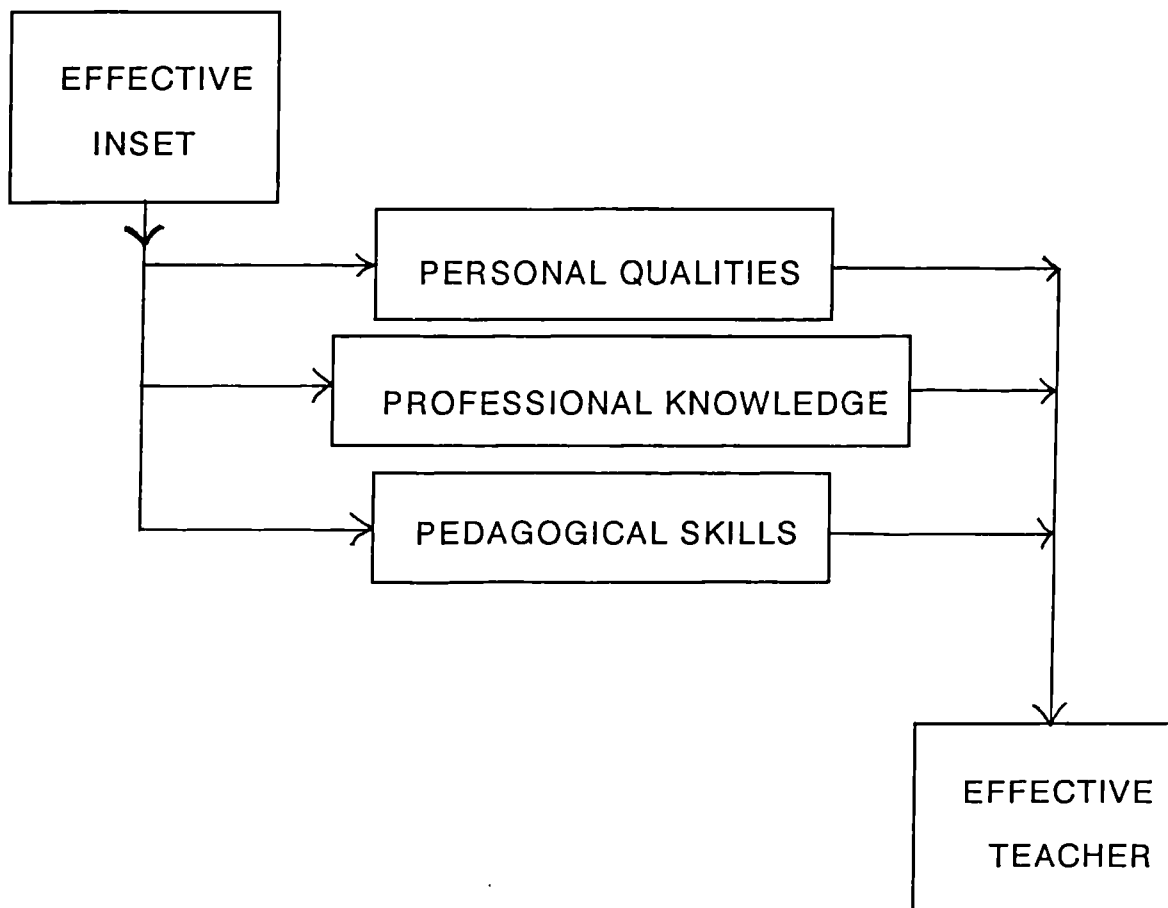 EFFECTIVE
INSET
PERSONAL QUALITIES
PROFESSIONAL KNOWLEDGE
PEDAGOGICAL SKILLS
EFFECTIVE
TEACHER